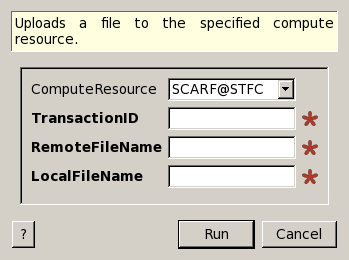 Uploads a file to the specified compute
resource.
ComputeResource SCARF@STFC
TransactionID
RemoteFileName
LocalFileName
? Run Cancel